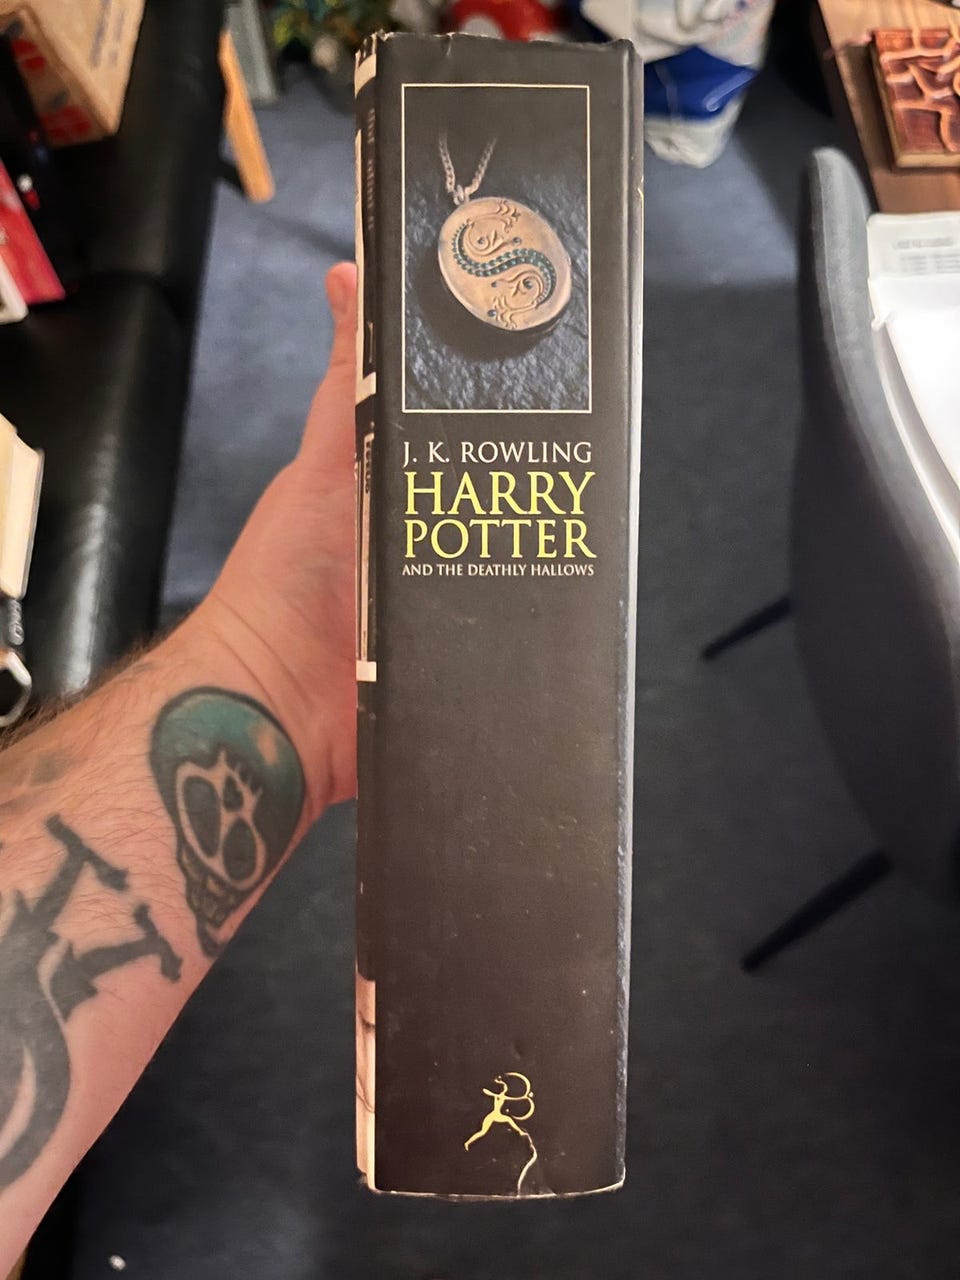 J. K. ROWLING
HARRY
POTTER
AND THE DEATHLY HALLOWS